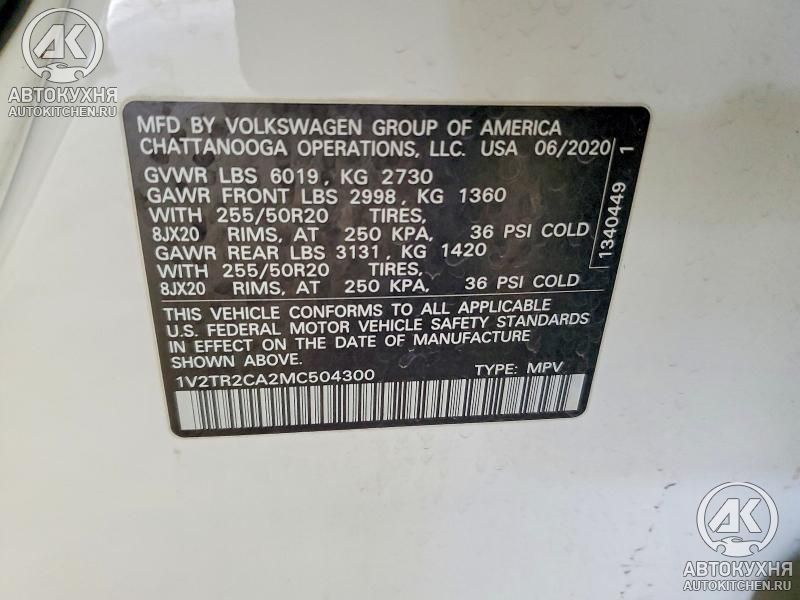 AK
АВТОКУХНЯ
AUTOKITCHEN.RU
MFD BY VOLKSWAGEN GROUP OF AMERICA
CHATTANOOGA OPERATIONS, LLC. USA 06/2020
GVWR LBS 6019, KG 2730
GAWR FRONT LBS 2998, KG 1360
WITH 255/50R20 TIRES,
8JX20 RIMS, AT 250 KPA, 36 PSI COLD
GAWR REAR LBS 3131, KG 1420
WITH 255/50R20 TIRES,
8JX20 RIMS, AT 250 KPA, 36 PSI COLD
THIS VEHICLE CONFORMS TO ALL APPLICABLE
U.S. FEDERAL MOTOR VEHICLE SAFETY STANDARDS
IN EFFECT ON THE DATE OF MANUFACTURE
SHOWN ABOVE.
1V2TR2CA2MC504300 TYPE: MPV
1340449 1
AK
АВТОКУХНЯ
AUTOKITCHEN.RU